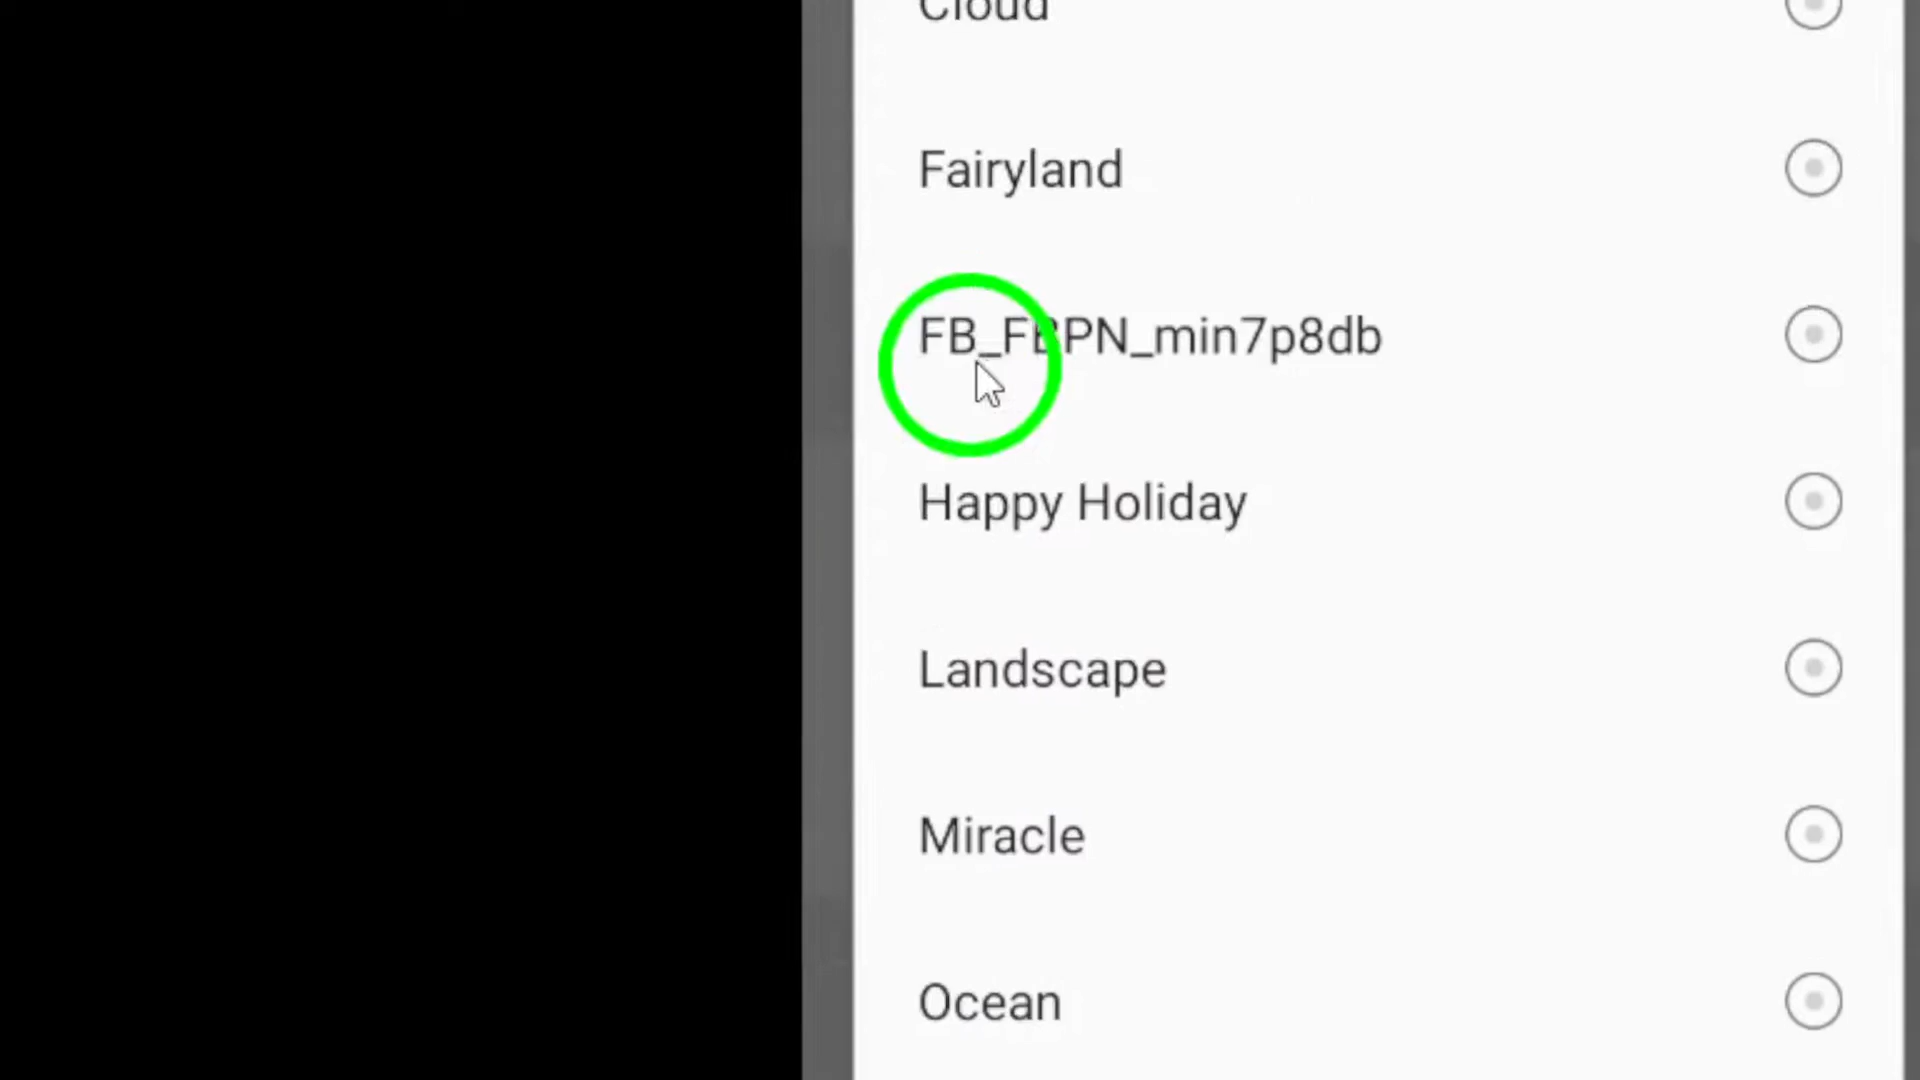 Cloud
Fairyland
FB_FBPN_min7p8db
Happy Holiday
Landscape
Miracle
Ocean